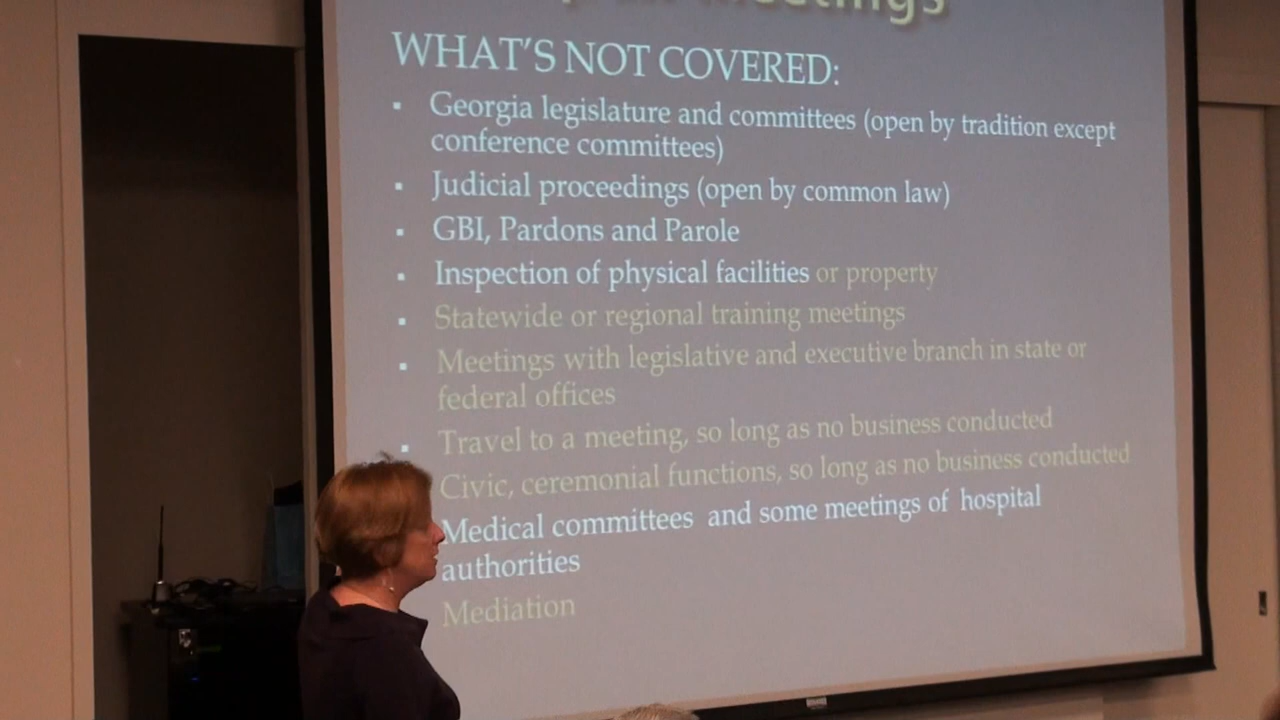 Meetings
WHAT'S NOT COVERED:
▪ Georgia legislature and committees (open by tradition except
conference committees)
▪ Judicial proceedings (open by common law)
▪ GBI, Pardons and Parole
▪ Inspection of physical facilities or property
▪ Statewide or regional training meetings
▪ Meetings with legislative and executive branch in state or
federal offices
▪ Travel to a meeting, so long as no business conducted
Civic, ceremonial functions, so long as no business conducted
Medical committees and some meetings of hospital
authorities
Mediation